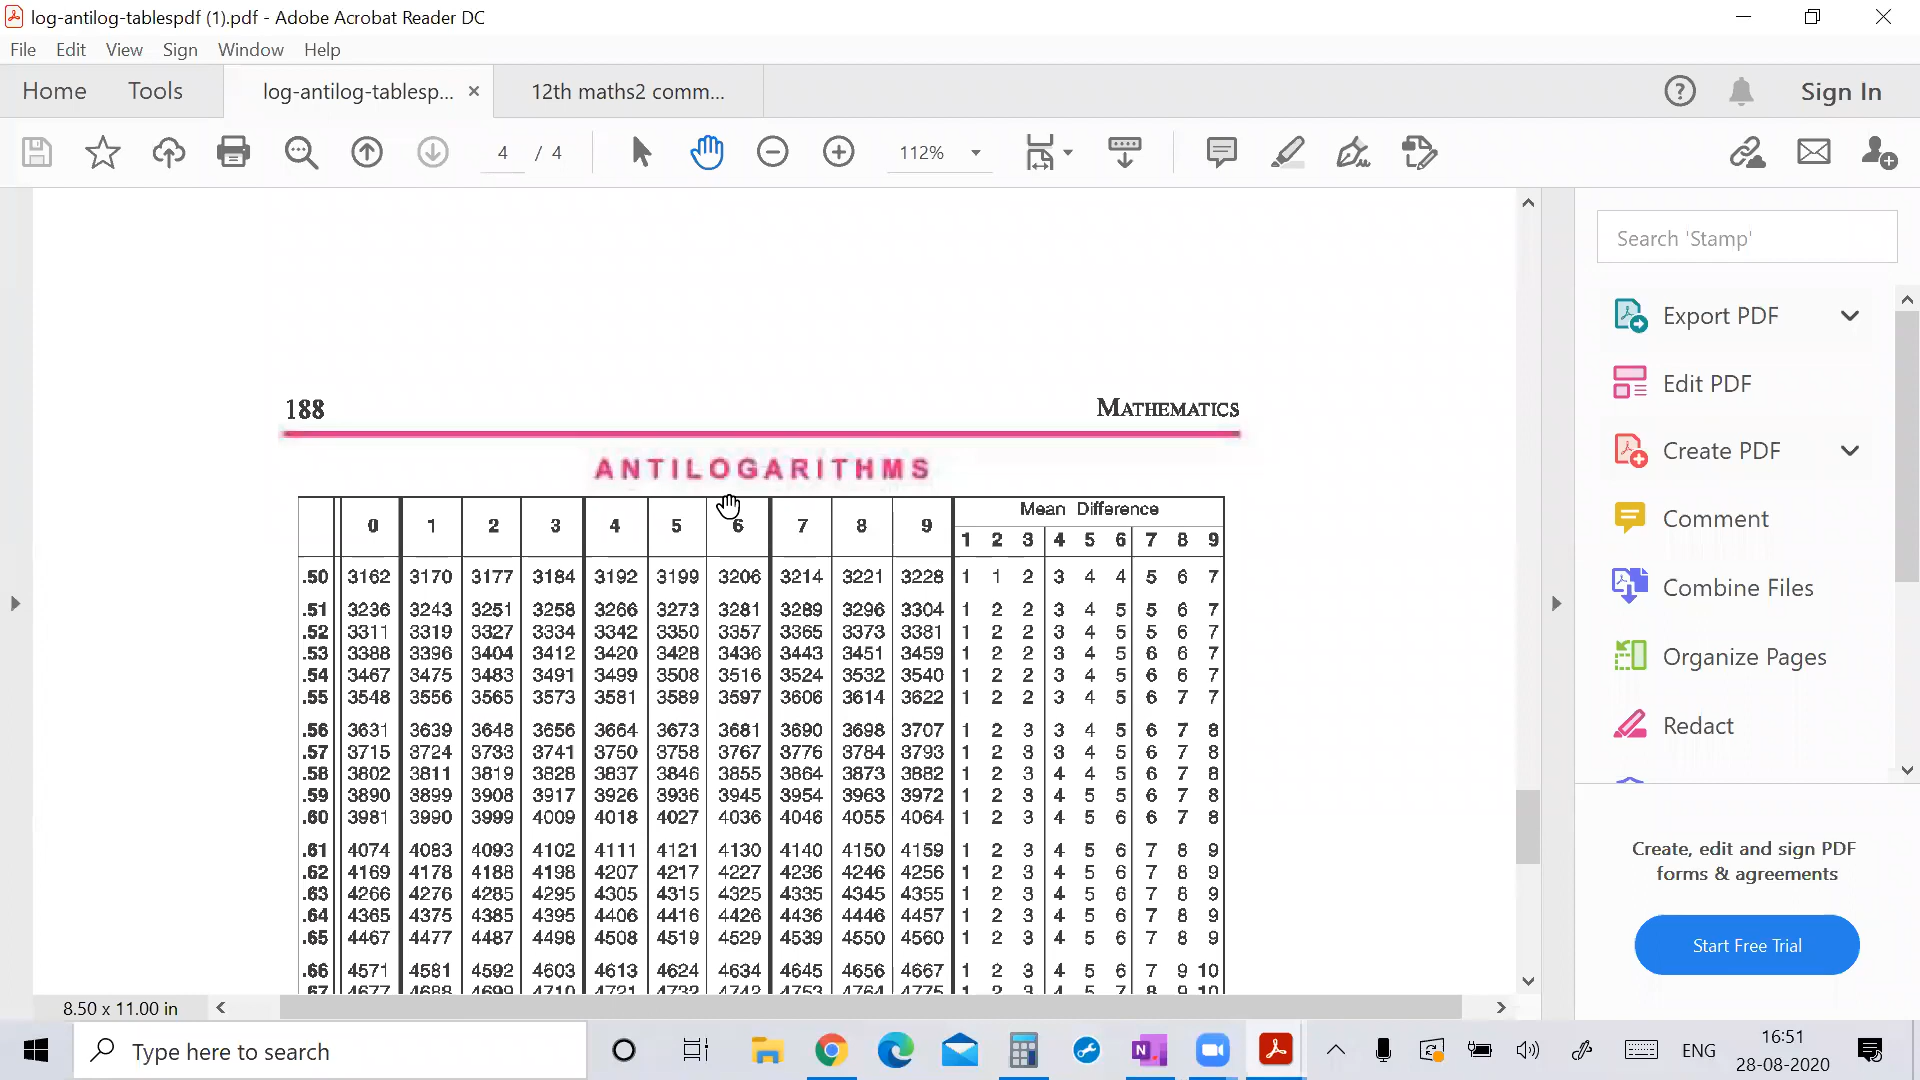 log-antilog-tablespdf (1).pdf - Adobe Acrobat Reader DC
File Edit View Sign Window Help
Home Tools log-antilog-tablesp... × 12th maths2 comm... Sign In
4 / 4 112%
Search 'Stamp'
Export PDF
Edit PDF
Create PDF
Comment
Combine Files
Organize Pages
Redact
Create, edit and sign PDF
forms & agreements
Start Free Trial
188 MATHEMATICS
ANTILOGARITHMS
Mean Difference
0 1 2 3 4 5 6 7 8 9 1 2 3 4 5 6 7 8 9
.50 3162 3170 3177 3184 3192 3199 3206 3214 3221 3228 1 1 2 3 4 4 5 6 7
.51 3236 3243 3251 3258 3266 3273 3281 3289 3296 3304 1 2 2 3 4 5 5 6 7
.52 3311 3319 3327 3334 3342 3350 3357 3365 3373 3381 1 2 2 3 4 5 5 6 7
.53 3388 3396 3404 3412 3420 3428 3436 3443 3451 3459 1 2 2 3 4 5 6 6 7
.54 3467 3475 3483 3491 3499 3508 3516 3524 3532 3540 1 2 2 3 4 5 6 6 7
.55 3548 3556 3565 3573 3581 3589 3597 3606 3614 3622 1 2 2 3 4 5 6 7 7
.56 3631 3639 3648 3656 3664 3673 3681 3690 3698 3707 1 2 3 3 4 5 6 7 8
.57 3715 3724 3733 3741 3750 3758 3767 3776 3784 3793 1 2 3 3 4 5 6 7 8
.58 3802 3811 3819 3828 3837 3846 3855 3864 3873 3882 1 2 3 4 4 5 6 7 8
.59 3890 3899 3908 3917 3926 3936 3945 3954 3963 3972 1 2 3 4 5 5 6 7 8
.60 3981 3990 3999 4009 4018 4027 4036 4046 4055 4064 1 2 3 4 5 6 6 7 8
.61 4074 4083 4093 4102 4111 4121 4130 4140 4150 4159 1 2 3 4 5 6 7 8 9
.62 4169 4178 4188 4198 4207 4217 4227 4236 4246 4256 1 2 3 4 5 6 7 8 9
.63 4266 4276 4285 4295 4305 4315 4325 4335 4345 4355 1 2 3 4 5 6 7 8 9
.64 4365 4375 4385 4395 4406 4416 4426 4436 4446 4457 1 2 3 4 5 6 7 8 9
.65 4467 4477 4487 4498 4508 4519 4529 4539 4550 4560 1 2 3 4 5 6 7 8 9
.66 4571 4581 4592 4603 4613 4624 4634 4645 4656 4667 1 2 3 4 5 6 7 9 10
.67 4677 4688 4699 4710 4721 4732 4742 4753 4764 4775 1 2 3 4 5 7 8 9 10
8.50 x 11.00 in
Type here to search
ENG
16:51
28-08-2020